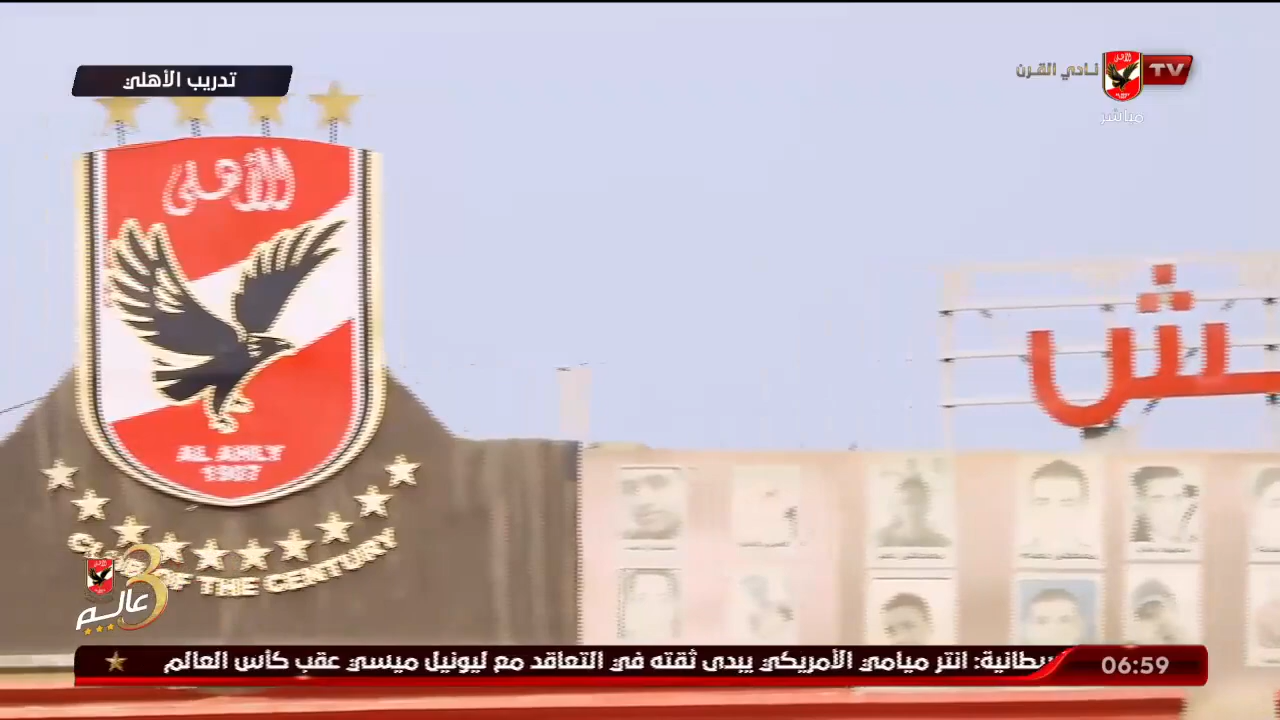 تدريب الأهلي
نادي القرن
TV
مباشر
الأهلي
AL AHLY
1907
CLUB OF THE CENTURY
3
عالم
سطانية: انتر ميامي الأمريكي يبدى ثقته في التعاقد مع ليونيل ميسي عقب كأس العالم
06:59